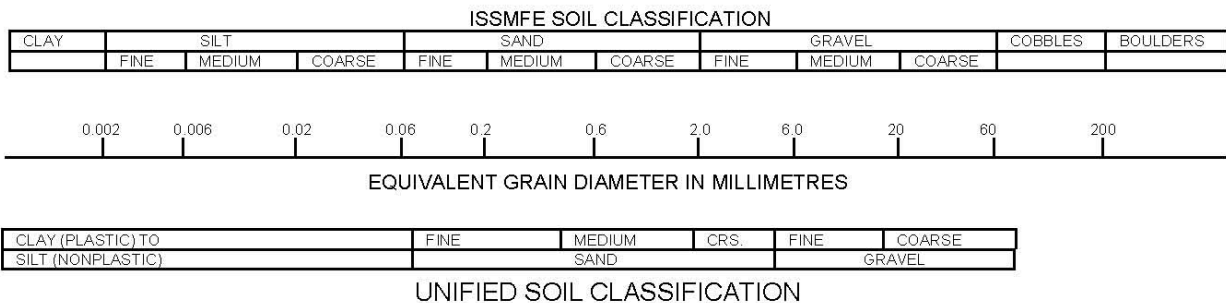 ISSMFE SOIL CLASSIFICATION
CLAY SILT SAND GRAVEL COBBLES BOULDERS
FINE MEDIUM COARSE FINE MEDIUM COARSE FINE MEDIUM COARSE
0.002 0.006 0.02 0.06 0.2 0.6 2.0 6.0 20 60 200
EQUIVALENT GRAIN DIAMETER IN MILLIMETRES
CLAY (PLASTIC) TO FINE MEDIUM CRS. FINE COARSE
SILT (NONPLASTIC) SAND GRAVEL
UNIFIED SOIL CLASSIFICATION